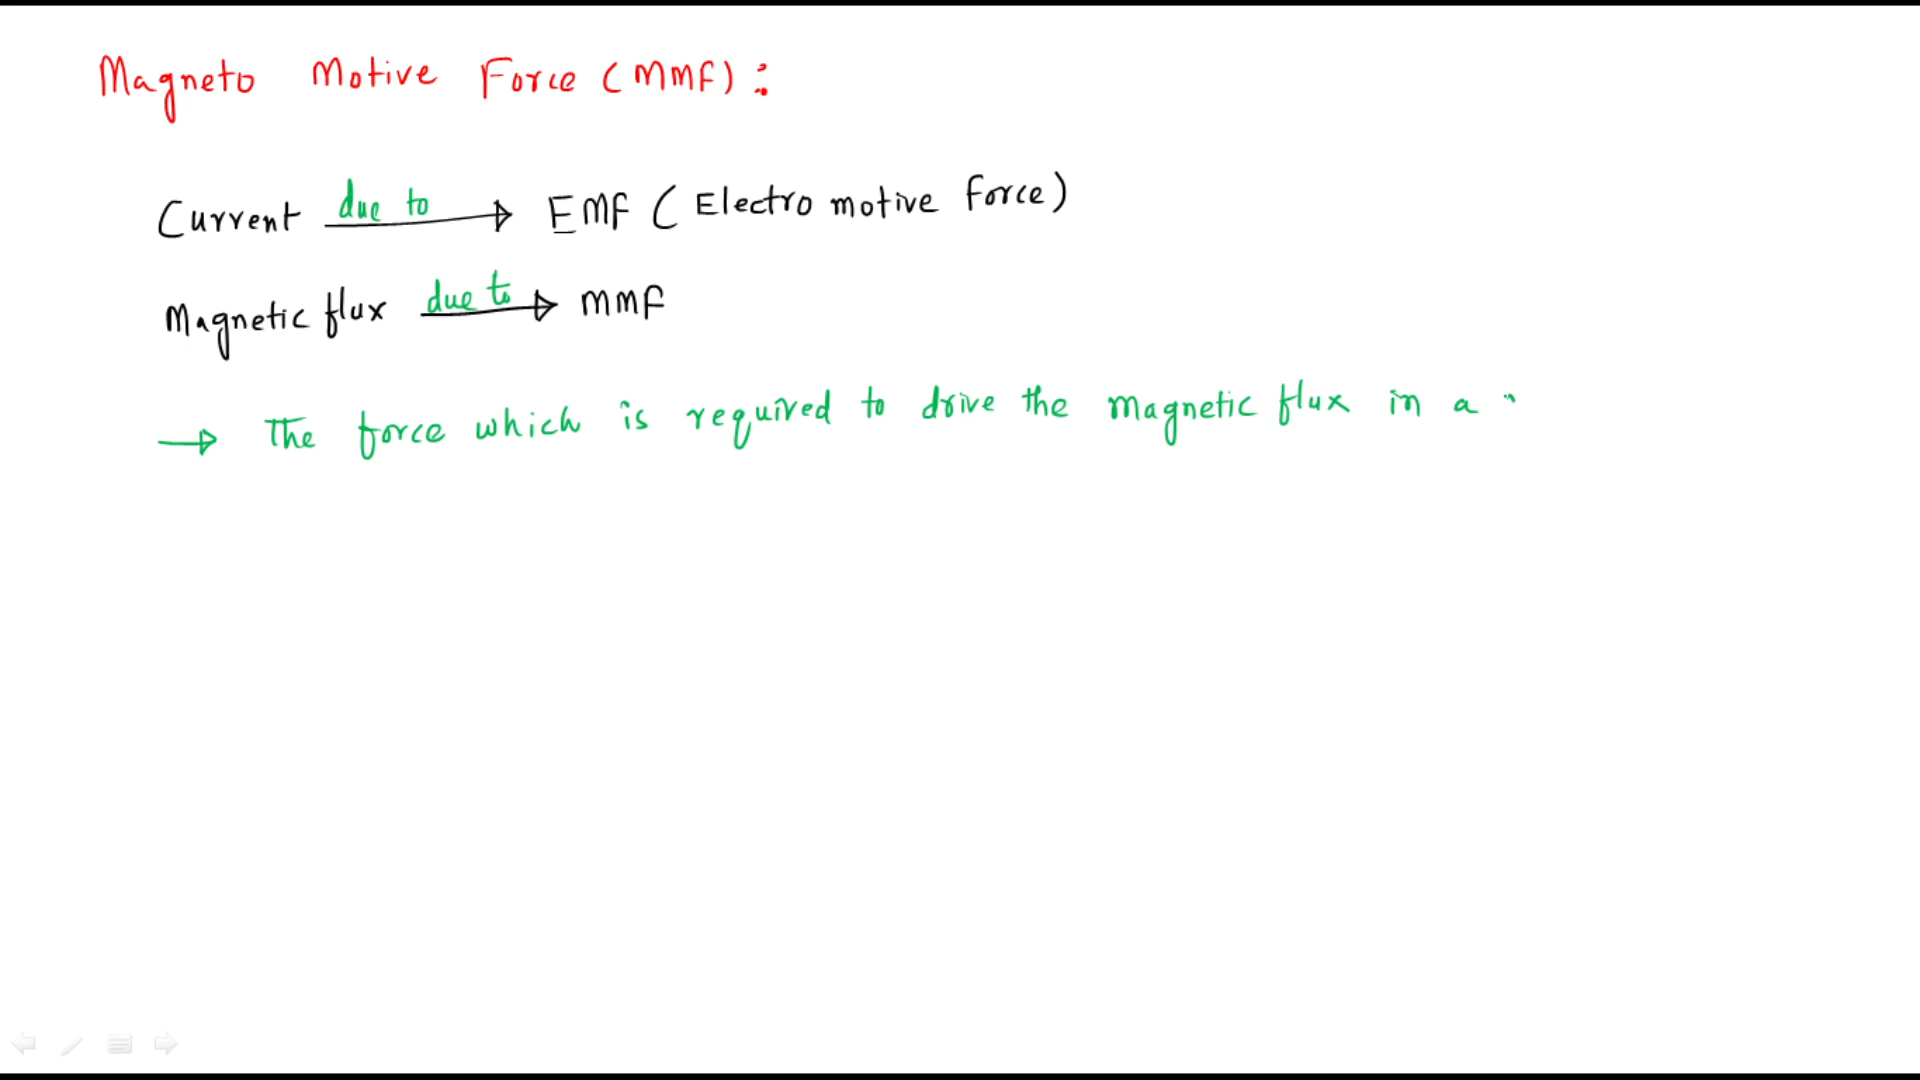 Magneto Motive Force (MMF) :
Current due to → EMF ( Electro motive Force)
Magnetic flux due to → MMF
→ The force which is required to drive the magnetic flux in a